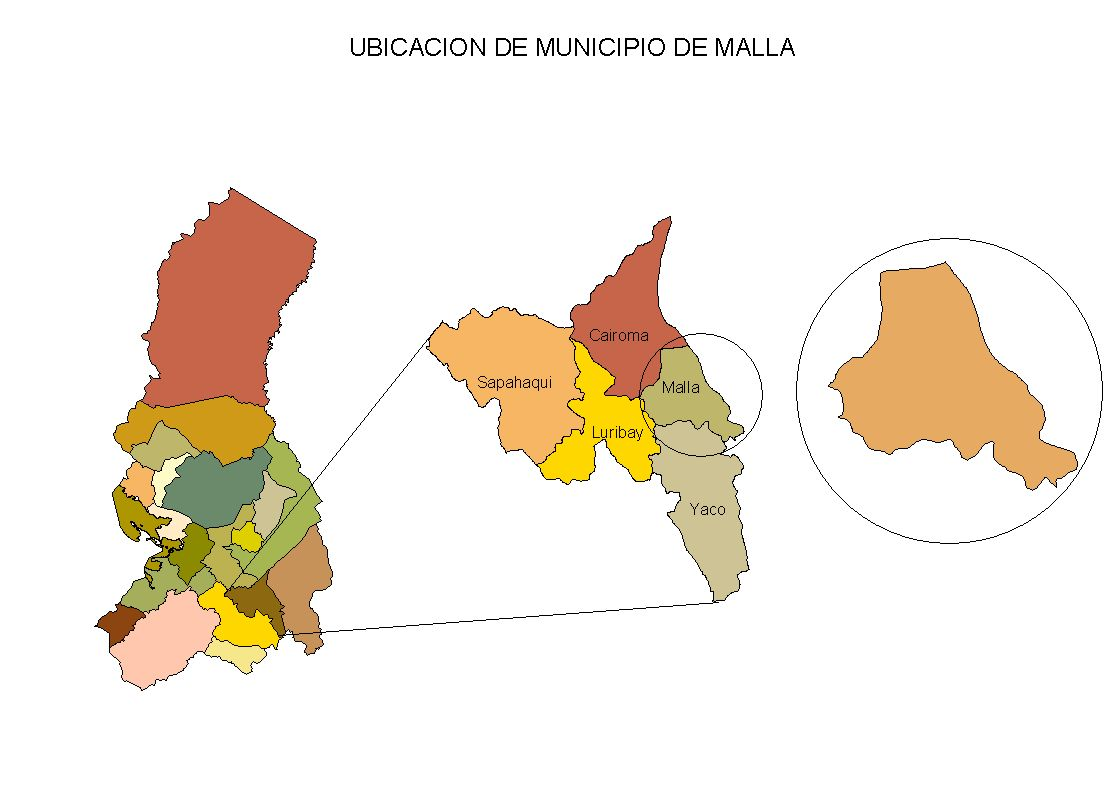 UBICACION DE MUNICIPIO DE MALLA
Cairoma
Sapahaqui
Malla
Luribay
Yaco